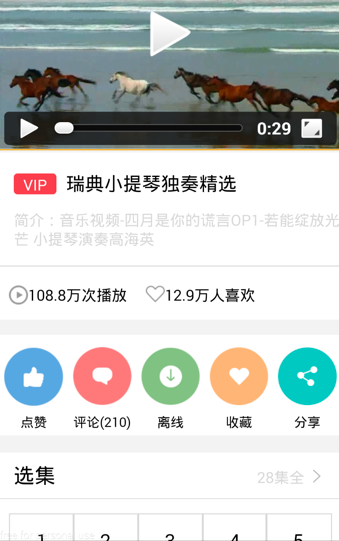 0:29
VIP 瑞典小提琴独奏精选
简介：音乐视频-四月是你的谎言OP1-若能绽放光
芒 小提琴演奏高海英
108.8万次播放 12.9万人喜欢
点赞 评论(210) 离线 收藏 分享
选集 28集全
1 2 3 4 5
free for personal use